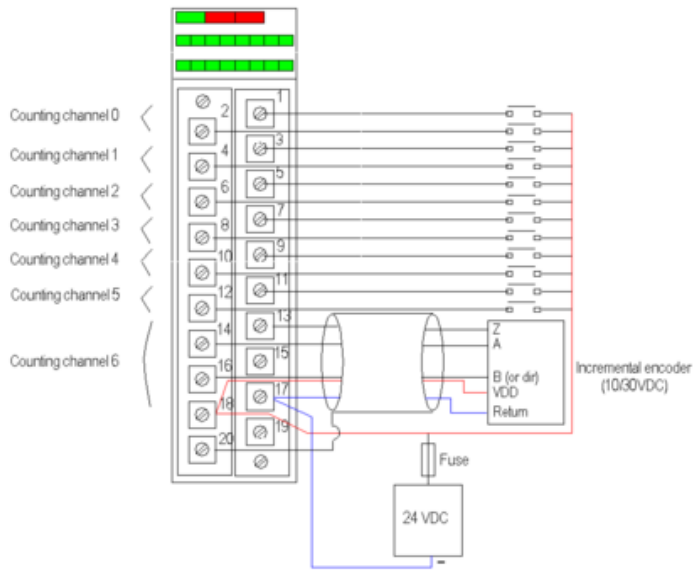 1
Counting channel 0
2
3
Counting channel 1
4
5
Counting channel 2
6
7
Counting channel 3
8
9
Counting channel 4
10
11
Counting channel 5
12
13
14
Z
A
Counting channel 6
15
16
B (or dir)
Incremental encoder
(10/30VDC)
VDD
17
18
Return
19
20
Fuse
24 VDC
-